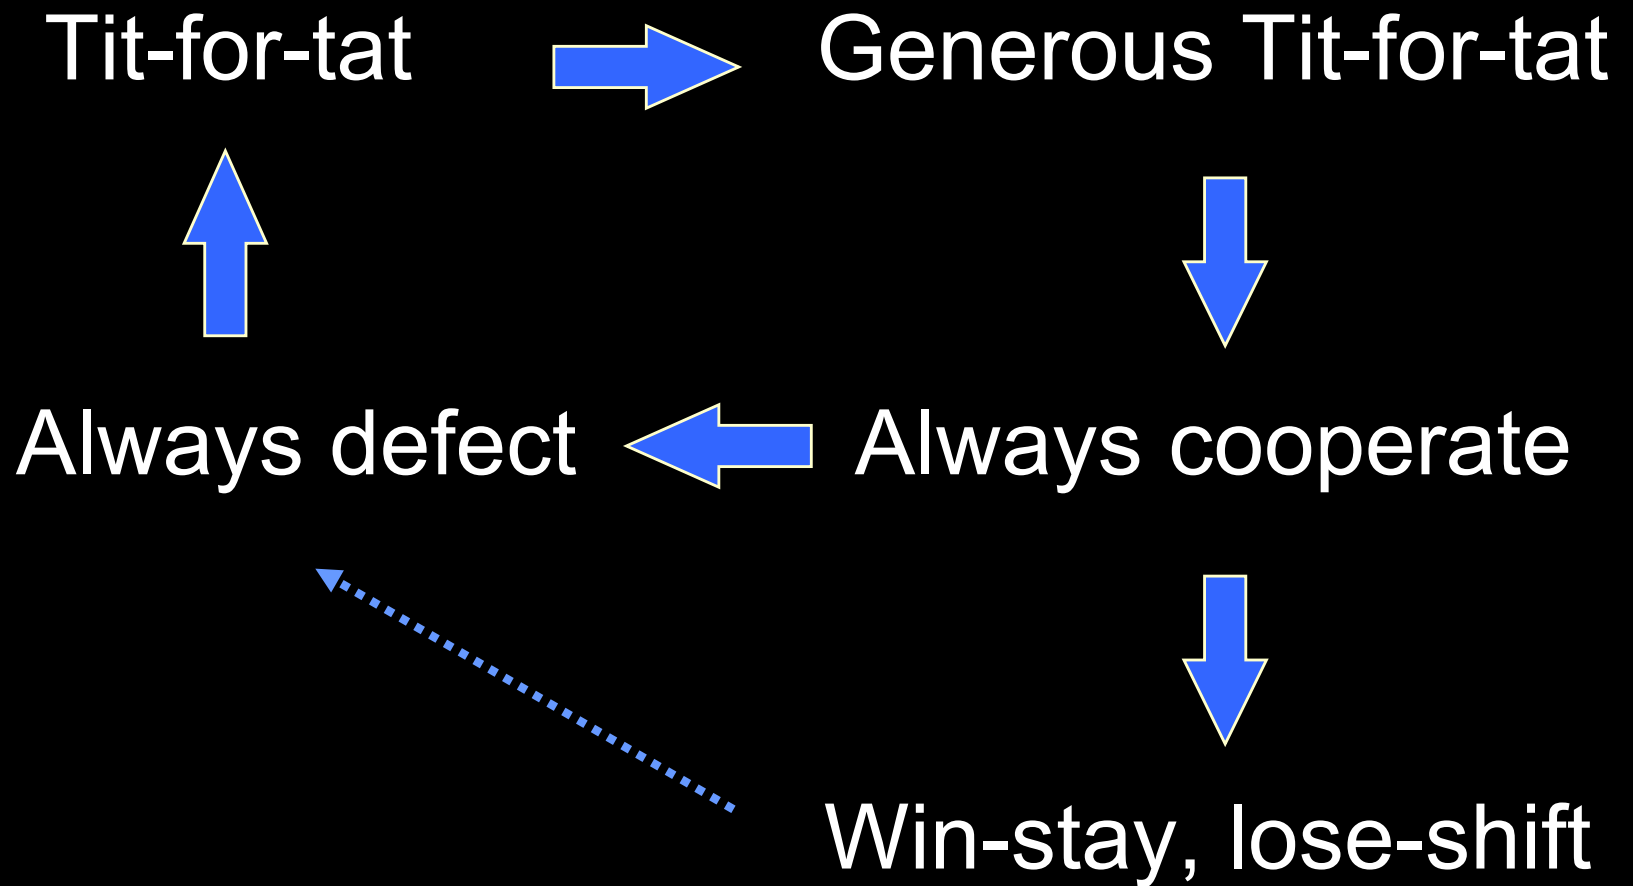 Tit-for-tat
Generous Tit-for-tat
Always defect
Always cooperate
Win-stay, lose-shift